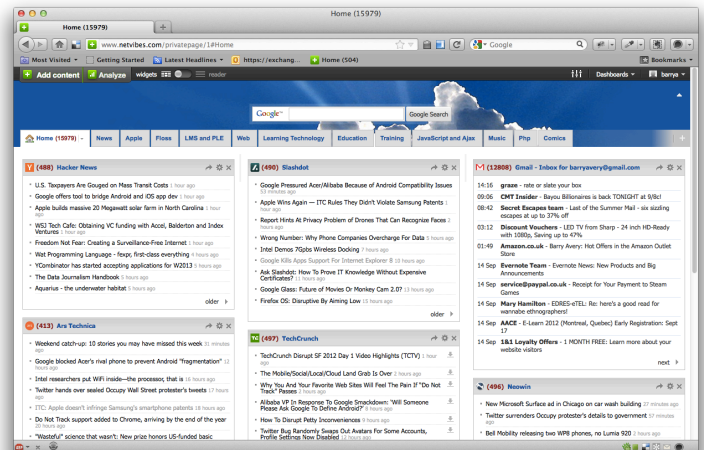 Home (15979)
Home (15979)
www.netvibes.com/privatepage/1#Home
Google
Most Visited
Getting Started
Latest Headlines
https://exchang...
Home (504)
Bookmarks
Add content
Analyze
widgets
reader
Dashboards
barrya
Google
Google Search
Home (15979)
News
Apple
Floss
LMS and PLE
Web
Learning Technology
Education
Training
JavaScript and Ajax
Music
Php
Comics
(488) Hacker News
U.S. Taxpayers Are Gouged on Mass Transit Costs 1 hour ago
Google offers tool to bridge Android and iOS app dev 1 hour ago
Apple builds massive 20 Megawatt solar farm in North Carolina 1 hour
ago
WSJ Tech Cafe: Obtaining VC funding with Accel, Balderton and Index
Ventures 1 hour ago
Freedom Not Fear: Creating a Surveillance-Free Internet 1 hour ago
Wat Programming Language - fexpr, first-class everything 4 hours ago
YCombinator has started accepting applications for W2013 5 hours ago
The Data Journalism Handbook 5 hours ago
Aquarius - the underwater habitat 5 hours ago
older
(413) Ars Technica
Weekend catch-up: 10 stories you may have missed this week 31 minutes
ago
Google blocked Acer's rival phone to prevent Android "fragmentation" 12
hours ago
Intel researchers put WiFi inside—the processor, that is 16 hours ago
Twitter hands over sealed Occupy Wall Street protester's tweets 17 hours
ago
ITC: Apple doesn't infringe Samsung's smartphone patents 18 hours ago
Do Not Track support added to Chrome, arriving by the end of the year
20 hours ago
"Wasteful" science that wasn't: New prize honors US-funded basic
(490) Slashdot
Google Pressured Acer/Alibaba Because of Android Compatibility Issues
53 minutes ago
Apple Wins Again — ITC Rules They Didn't Violate Samsung Patents 1
hour ago
Report Hints At Privacy Problem of Drones That Can Recognize Faces 2
hours ago
Wrong Number: Why Phone Companies Overcharge For Data 5 hours ago
Intel Demos 7Gbps Wireless Docking 7 hours ago
Google Kills Apps Support For Internet Explorer 8 10 hours ago
Ask Slashdot: How To Prove IT Knowledge Without Expensive
Certificates? 11 hours ago
Google Glass: Future of Movies Or Monkey Cam 2.0? 13 hours ago
Firefox OS: Disruptive By Aiming Low 15 hours ago
older
(497) TechCrunch
TechCrunch Disrupt SF 2012 Day 1 Video Highlights (TCTV) 1 hour
ago
The Mobile/Social/Local/Cloud Land Grab Is Over 2 hours ago
Why You And Your Favorite Web Sites Will Feel The Pain If "Do Not
Track" Passes 2 hours ago
Alibaba VP In Response To Google Smackdown: 'Will Someone
Please Ask Google To Define Android?' 8 hours ago
How To Disrupt Petty Inconveniences 9 hours ago
Twitter Bug Randomly Swaps Out Avatars For Some Accounts,
Profile Settings Now Disabled 12 hours ago
(12808) Gmail - Inbox for barryavery@gmail.com
14:16 graze - rate or slate your box
09:06 CMT Insider - Bayou Billionaires is back TONIGHT at 9/8c!
08:42 Secret Escapes team - Last of the Summer Mail - six sizzling
escapes at up to 37% off
03:12 Discount Vouchers - LED TV from Sharp - 24 inch HD-Ready
with 1080p, Saving up to 47%
01:49 Amazon.co.uk - Barry Avery: Hot Offers in the Amazon Outlet
Store
14 Sep Evernote Team - Evernote News: New Products and Big
Announcements
14 Sep service@paypal.co.uk - Receipt for Your Payment to Steam
Games
14 Sep Mary Hamilton - EDRES-eTEL: Re: here's a good read for
wannabe ethnographers!
14 Sep AACE - E-Learn 2012 (Montreal, Quebec) Early Registration: Sept
17
14 Sep 1&1 Loyalty Offers - 1 MONTH FREE: Learn more about your
website visitors
next
(496) Neowin
New Microsoft Surface ad in Chicago on car wash building 27 minutes ago
Twitter surrenders Occupy protester's details to government 57 minutes
ago
Bell Mobility releasing two WP8 phones, no Lumia 920 2 hours ago